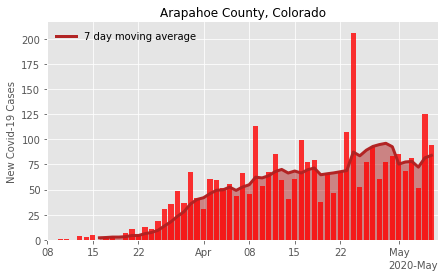 Arapahoe County, Colorado
7 day moving average
New Covid-19 Cases
200
175
150
125
100
75
50
25
0
08 15 22 Apr 08 15 22 May
2020-May